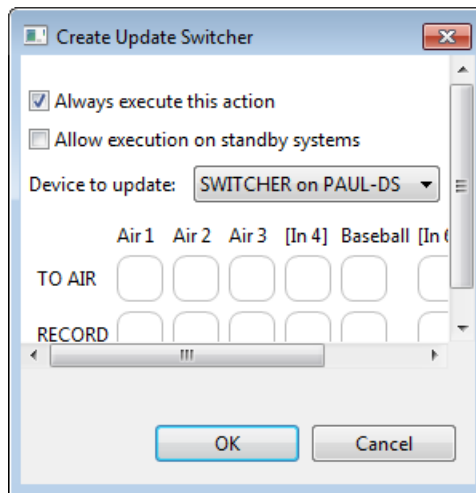 Create Update Switcher
Always execute this action
Allow execution on standby systems
Device to update: SWITCHER on PAUL-DS
Air 1 Air 2 Air 3 [In 4] Baseball [In
TO AIR
RECORD
OK Cancel